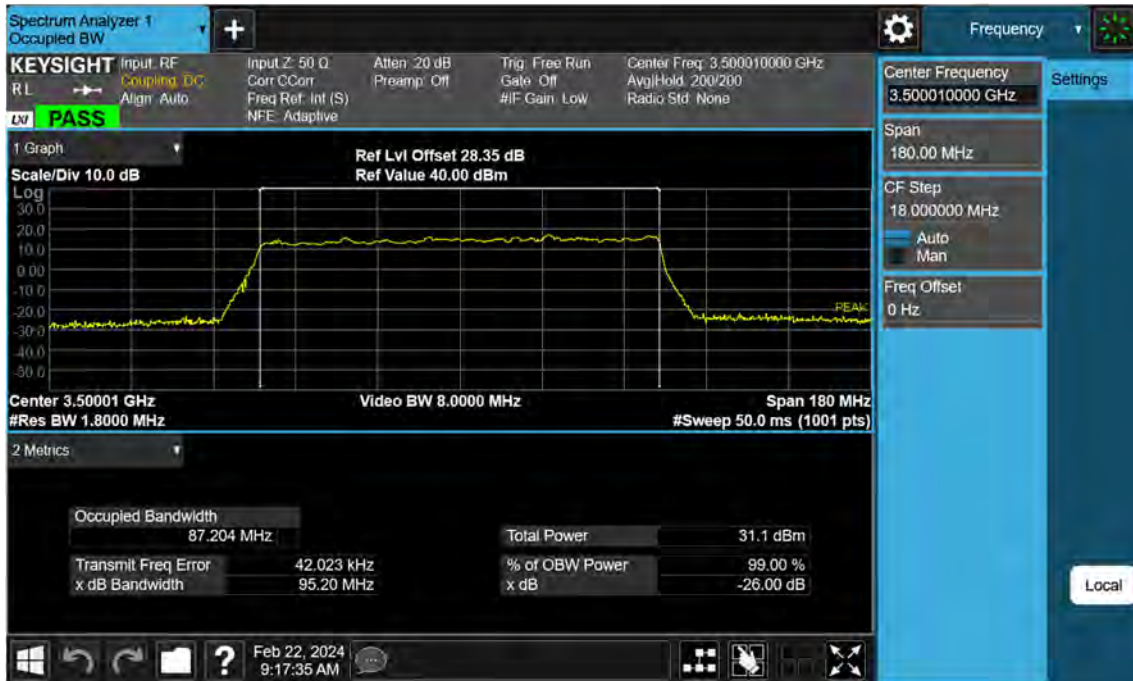 Spectrum Analyzer 1
Occupied BW
+
Frequency
KEYSIGHT
RL
LXI PASS
Input: RF
Coupling: DC
Align: Auto
Input Z: 50 Ω
Corr CCorr
Freq Ref: Int (S)
NFE: Adaptive
Atten: 20 dB
Preamp: Off
Trig: Free Run
Gate: Off
#IF Gain: Low
Center Freq: 3.500010000 GHz
Avg|Hold: 200/200
Radio Std: None
Center Frequency
3.500010000 GHz
Settings
Span
180.00 MHz
CF Step
18.000000 MHz
Auto
Man
Freq Offset
0 Hz
1 Graph
Scale/Div 10.0 dB
Ref Lvl Offset 28.35 dB
Ref Value 40.00 dBm
Log
30.0
20.0
10.0
0.00
-10.0
-20.0
-30.0
-40.0
-50.0
PEAK
Center 3.50001 GHz
#Res BW 1.8000 MHz
Video BW 8.0000 MHz
Span 180 MHz
#Sweep 50.0 ms (1001 pts)
2 Metrics
Occupied Bandwidth
87.204 MHz
Total Power 31.1 dBm
Transmit Freq Error 42.023 kHz
% of OBW Power 99.00 %
x dB Bandwidth 95.20 MHz
x dB -26.00 dB
Local
?
Feb 22, 2024
9:17:35 AM